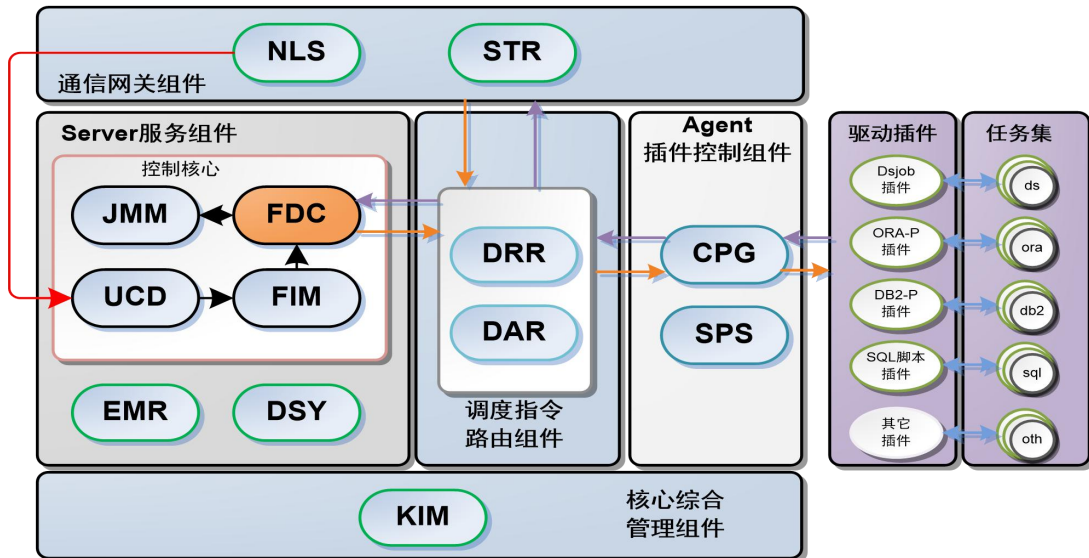 NLS
STR
通信网关组件
Server服务组件
控制核心
JMM
FDC
UCD
FIM
EMR
DSY
DRR
DAR
调度指令
路由组件
Agent
插件控制组件
CPG
SPS
驱动插件
Dsjob
插件
ORA-P
插件
DB2-P
插件
SQL脚本
插件
其它
插件
任务集
ds
ora
db2
sql
oth
KIM
核心综合
管理组件